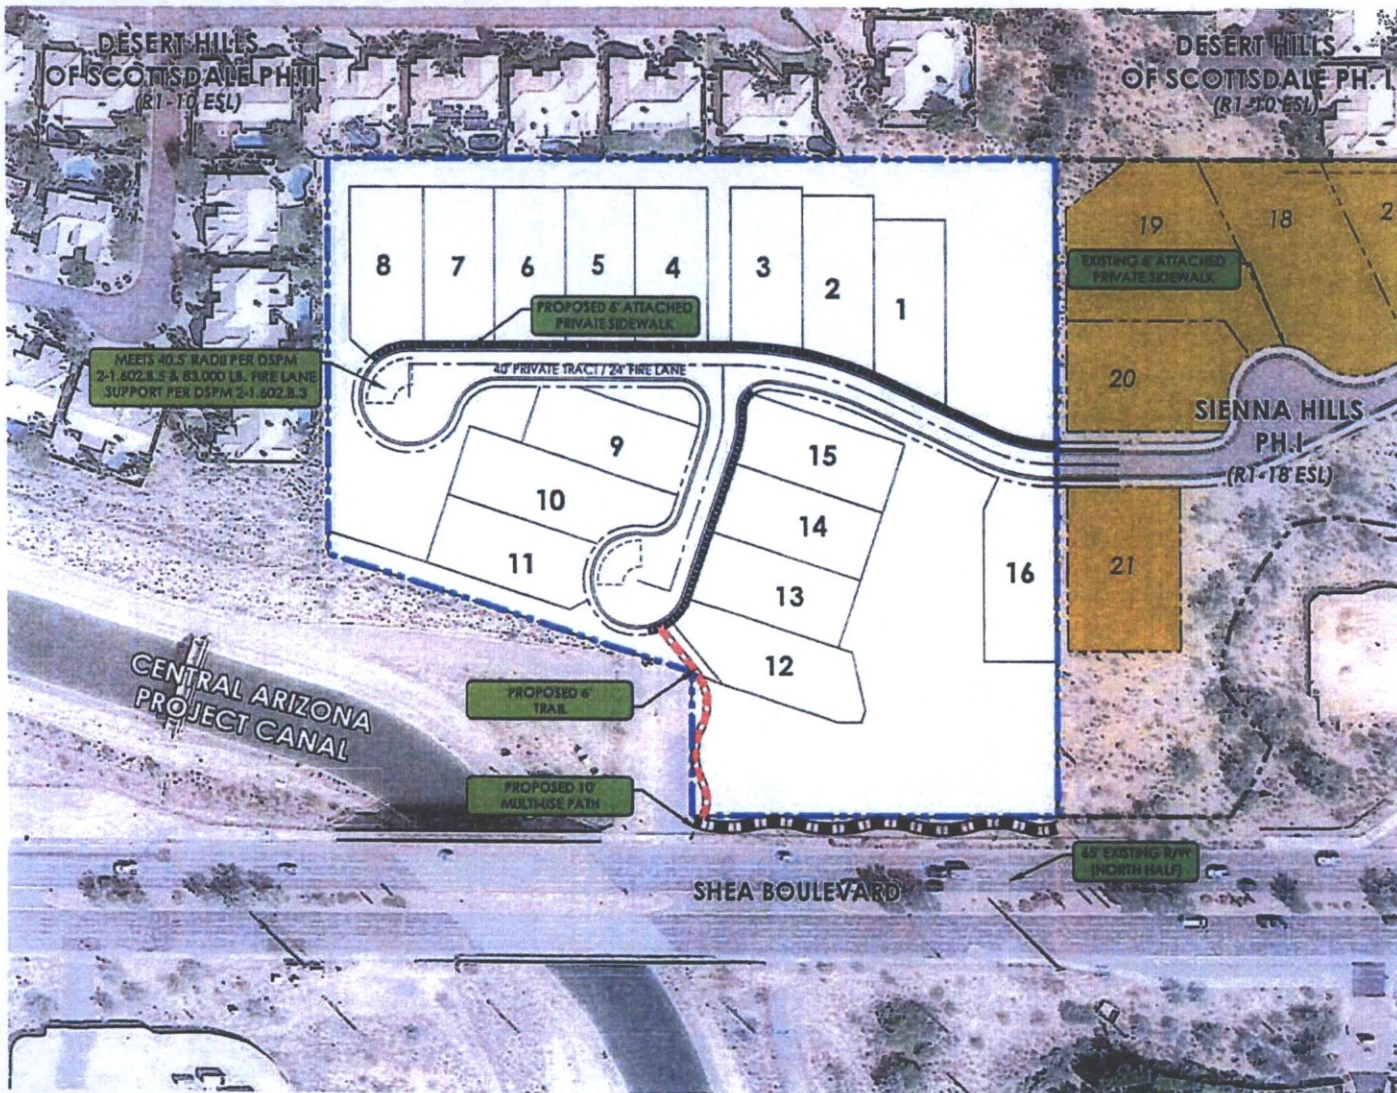 DESERT HILLS
OF SCOTTSDALE PH. II
(R1-10 ESL)
DESERT HILLS
OF SCOTTSDALE PH. I
(R1-10 ESL)
8
7
6
5
4
3
2
1
19
18
2
EXISTING 6' ATTACHED
PRIVATE SIDEWALK
PROPOSED 6' ATTACHED
PRIVATE SIDEWALK
MEETS 40.5' RADII PER DSPM
2-1.602.B.5 & 83,000 LB. FIRE LANE
SUPPORT PER DSPM 2-1.602.B.3
40' PRIVATE TRACT / 24' FIRE LANE
20
SIENNA HILLS
PH. I
(R1-18 ESL)
9
15
10
14
11
13
16
21
12
CENTRAL ARIZONA
PROJECT CANAL
PROPOSED 6'
TRAIL
PROPOSED 10'
MULTI-USE PATH
65' EXISTING R/W
(NORTH HALF)
SHEA BOULEVARD